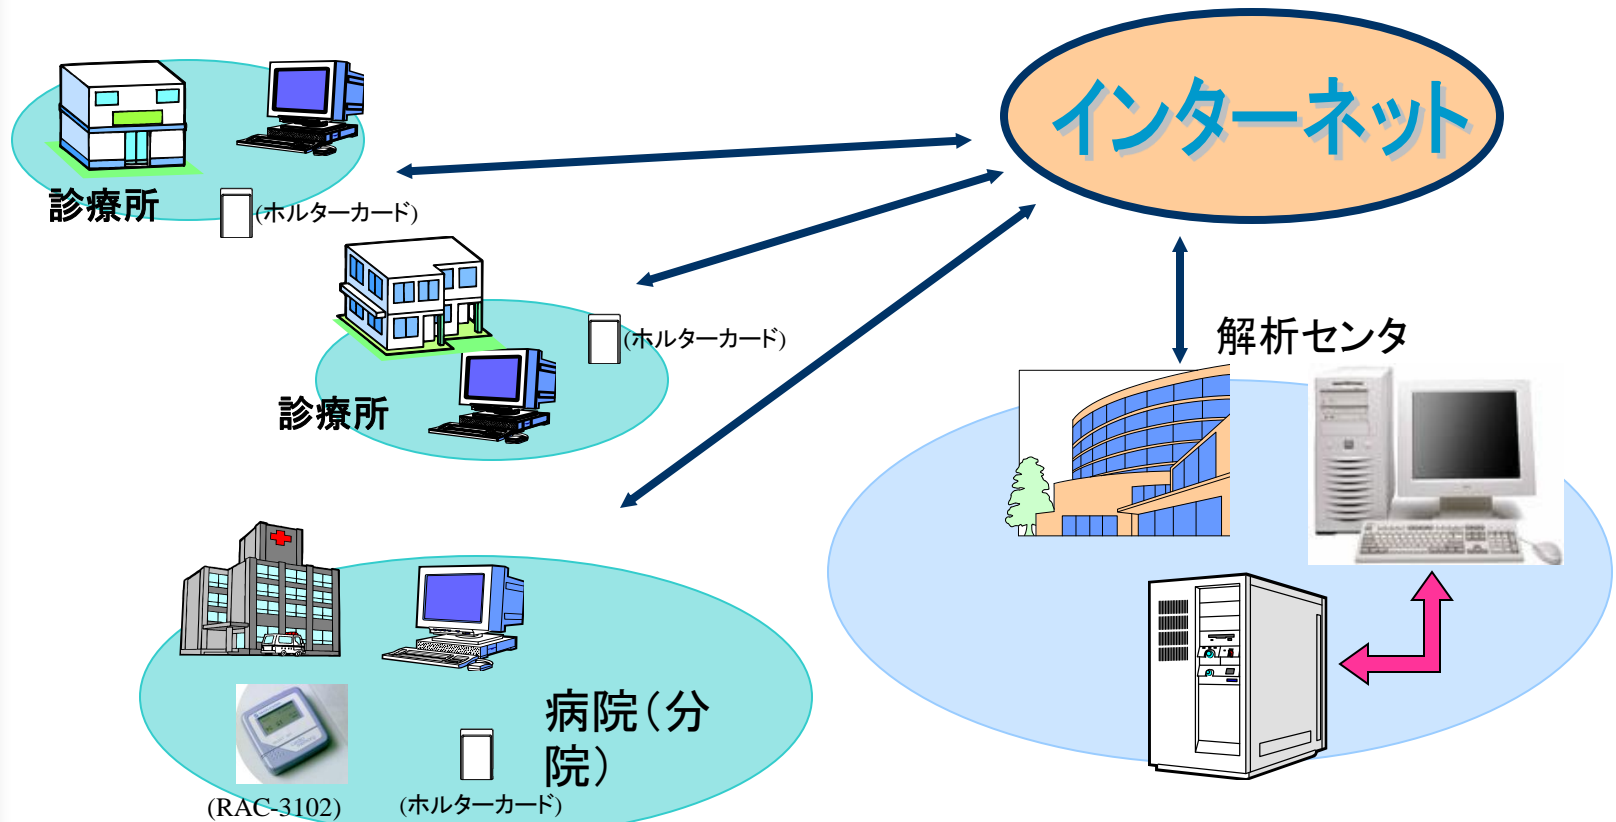 インターネット
診療所
(ホルターカード)
(ホルターカード)
解析センタ
診療所
病院（分
院）
(RAC-3102)
(ホルターカード)